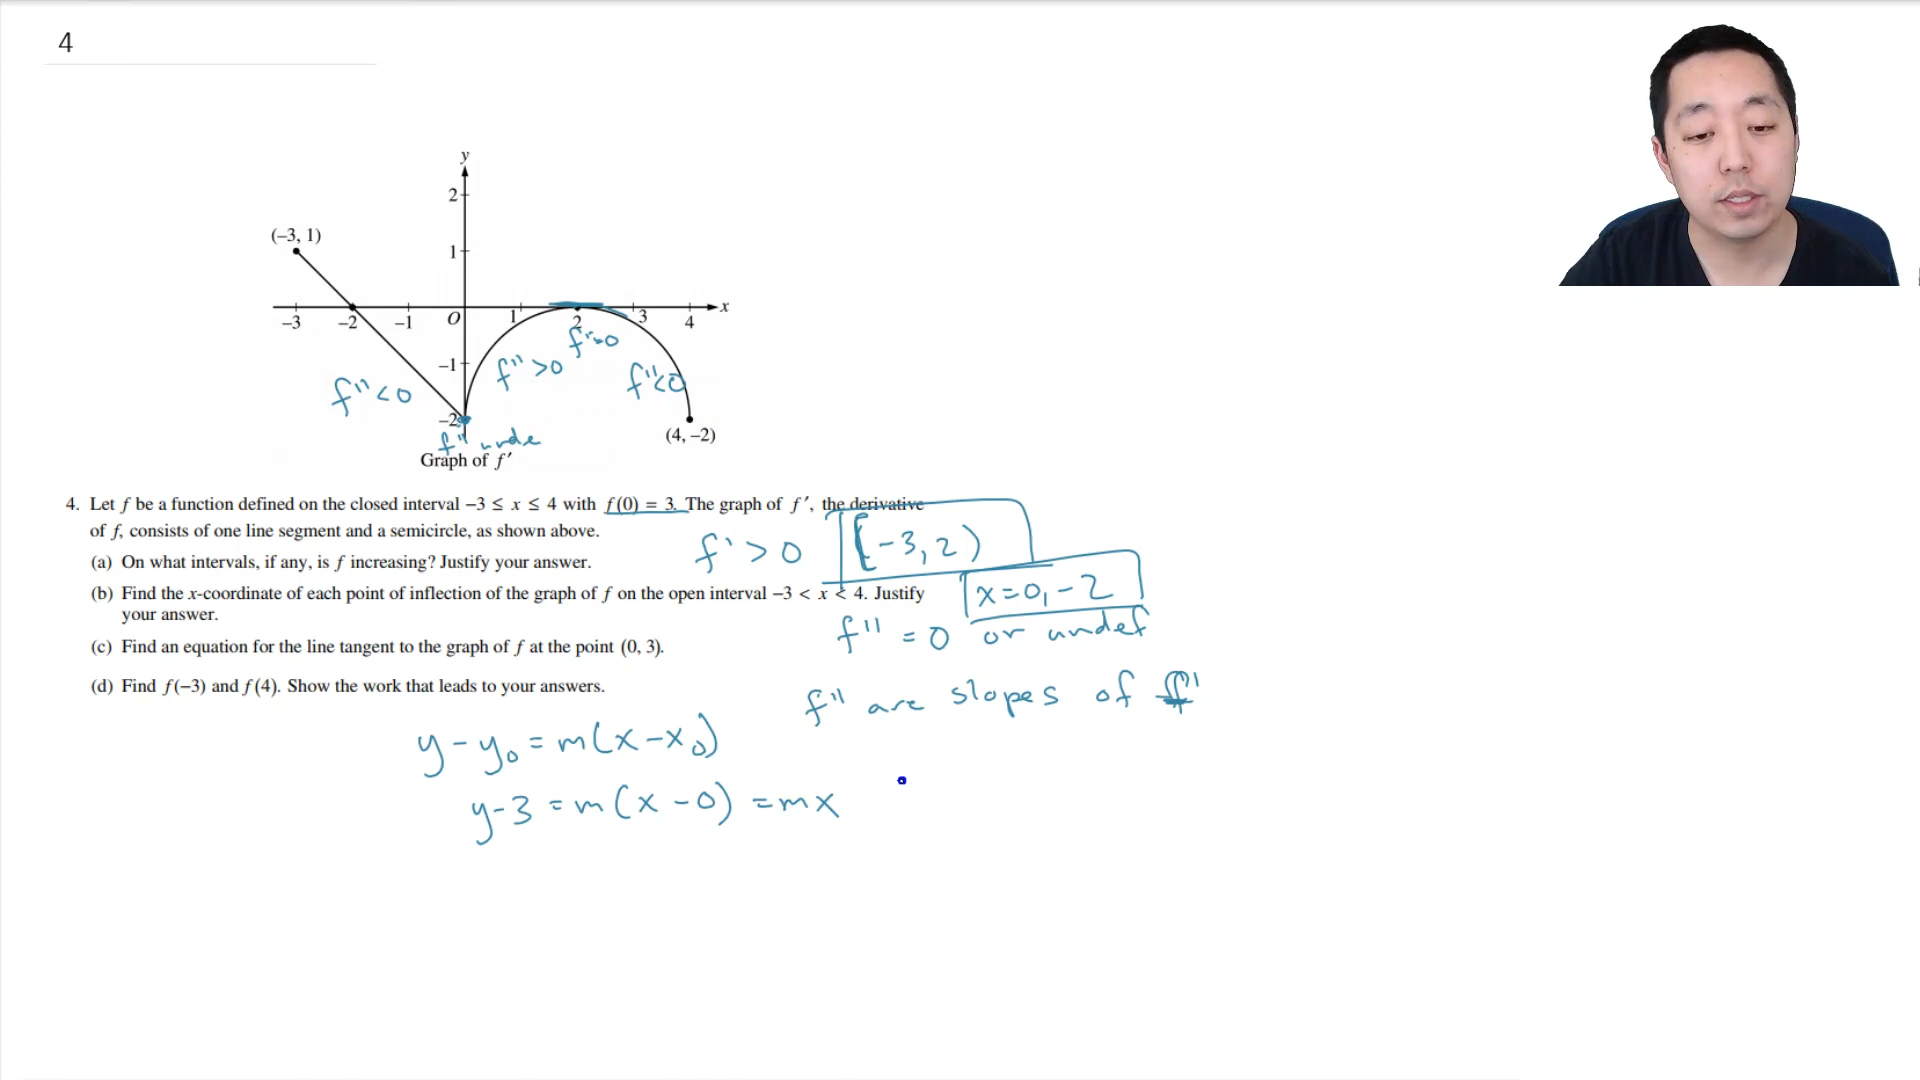 4
y
2
(−3, 1)
1
x
−3
−2
−1
O
1
2
3
4
f''=0
−1
f'' > 0
f''<0
f'' < 0
−2
f'' unde
(4, −2)
Graph of f′
4. Let f be a function defined on the closed interval −3 ≤ x ≤ 4 with f(0) = 3. The graph of f′, the derivative
of f, consists of one line segment and a semicircle, as shown above.
f' > 0 [-3, 2)
(a) On what intervals, if any, is f increasing? Justify your answer.
(b) Find the x-coordinate of each point of inflection of the graph of f on the open interval −3 < x < 4. Justify
your answer.
x=0, -2
f'' = 0 or undef
(c) Find an equation for the line tangent to the graph of f at the point (0, 3).
(d) Find f(−3) and f(4). Show the work that leads to your answers.
f'' are slopes of f'
y - y₀ = m(x - x₀)
y - 3 = m(x - 0) = mx